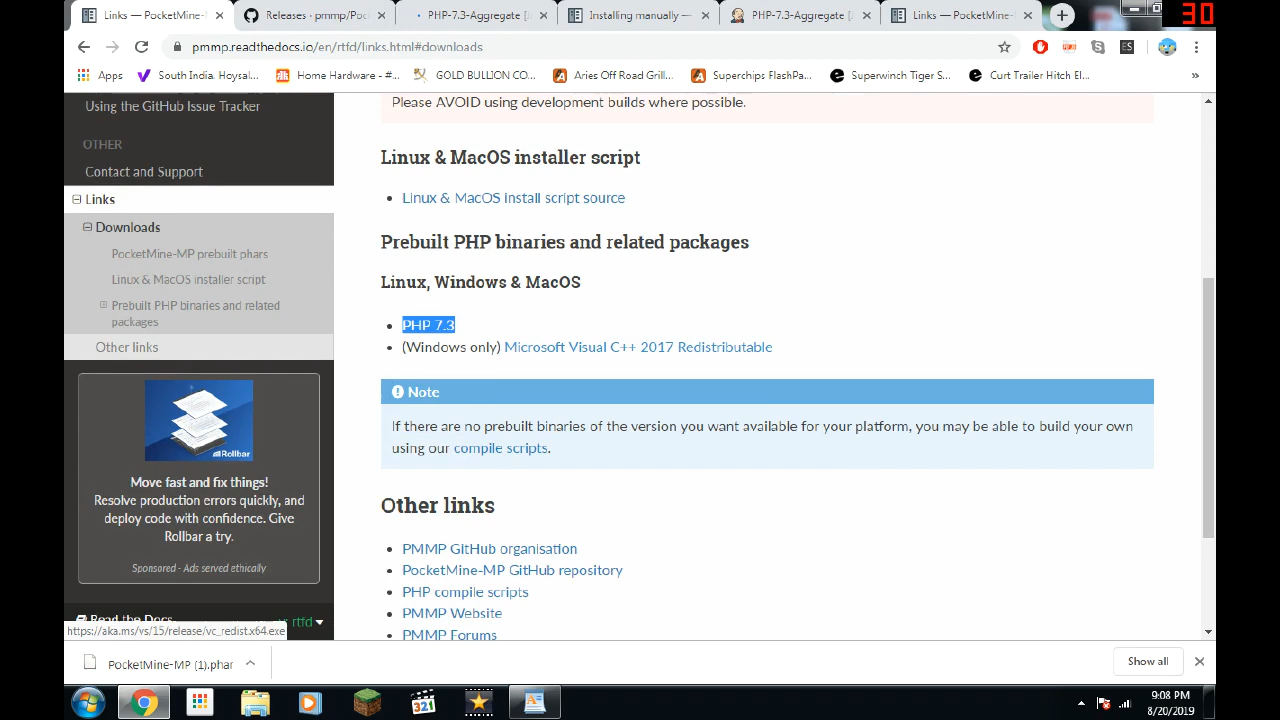 Links — PocketMine-
Releases · pmmp/Poc
PHP-7.3-Aggregate [
Installing manually —
PHP-7.3-Aggregate [
Links — PocketMine-
30
pmmp.readthedocs.io/en/rtfd/links.html#downloads
ES
Apps
South India, Hoysal...
Home Hardware - #...
GOLD BULLION CO...
Aries Off Road Grill...
Superchips FlashPa...
Superwinch Tiger S...
Curt Trailer Hitch El...
»
Using the GitHub Issue Tracker
OTHER
Contact and Support
Links
Downloads
PocketMine-MP prebuilt phars
Linux & MacOS installer script
Prebuilt PHP binaries and related
packages
Other links
Rollbar
Move fast and fix things!
Resolve production errors quickly, and
deploy code with confidence. Give
Rollbar a try.
Sponsored · Ads served ethically
Read the Docs
rtfd
https://aka.ms/vs/15/release/vc_redist.x64.exe
Please AVOID using development builds where possible.
Linux & MacOS installer script
• Linux & MacOS install script source
Prebuilt PHP binaries and related packages
Linux, Windows & MacOS
• PHP 7.3
• (Windows only) Microsoft Visual C++ 2017 Redistributable
Note
If there are no prebuilt binaries of the version you want available for your platform, you may be able to build your own
using our compile scripts.
Other links
• PMMP GitHub organisation
• PocketMine-MP GitHub repository
• PHP compile scripts
• PMMP Website
• PMMP Forums
PocketMine-MP (1).phar
Show all
321
9:08 PM
8/20/2019